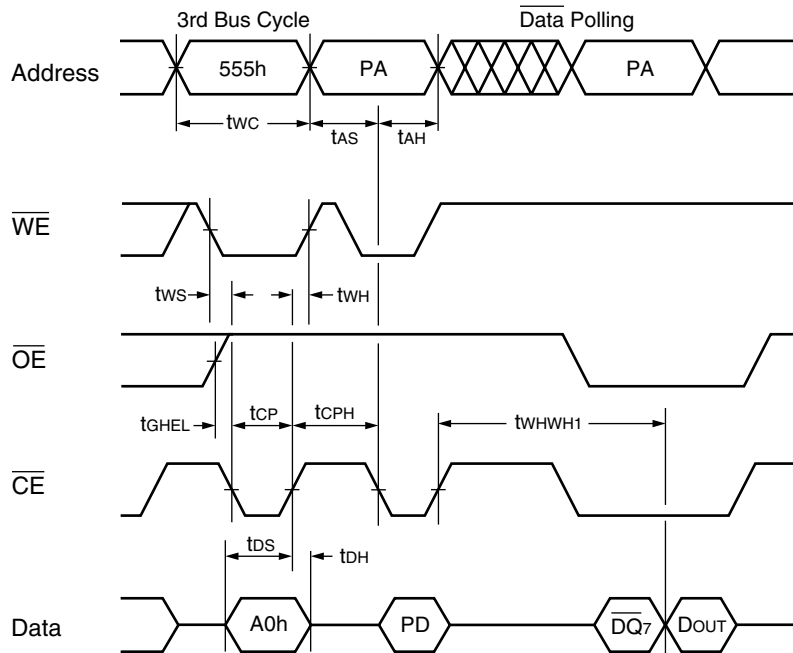 3rd Bus Cycle
Data Polling
Address
555h
PA
PA
tWC
tAS
tAH
WE
tWS
tWH
OE
tGHEL
tCP
tCPH
tWHWH1
CE
tDS
tDH
Data
A0h
PD
DQ7
DOUT